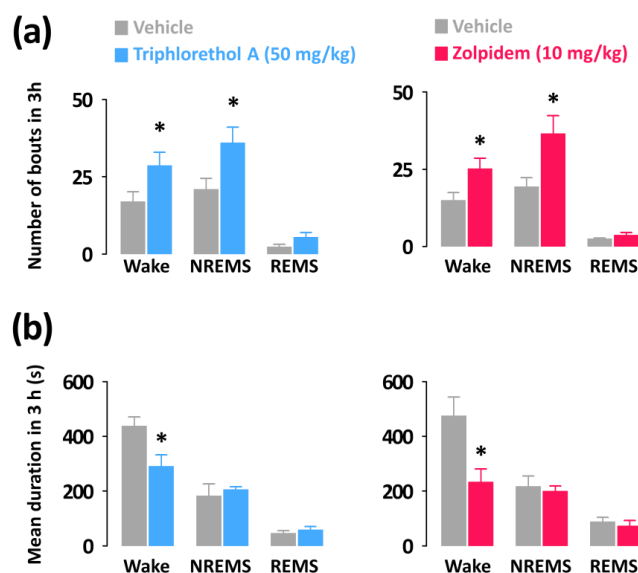 (a)
Vehicle
Triphlorethol A (50 mg/kg)
Vehicle
Zolpidem (10 mg/kg)
Number of bouts in 3h
50
25
0
*
*
Wake NREMS REMS
50
25
0
*
*
Wake NREMS REMS
(b)
Mean duration in 3 h (s)
600
400
200
0
*
Wake NREMS REMS
600
400
200
0
*
Wake NREMS REMS